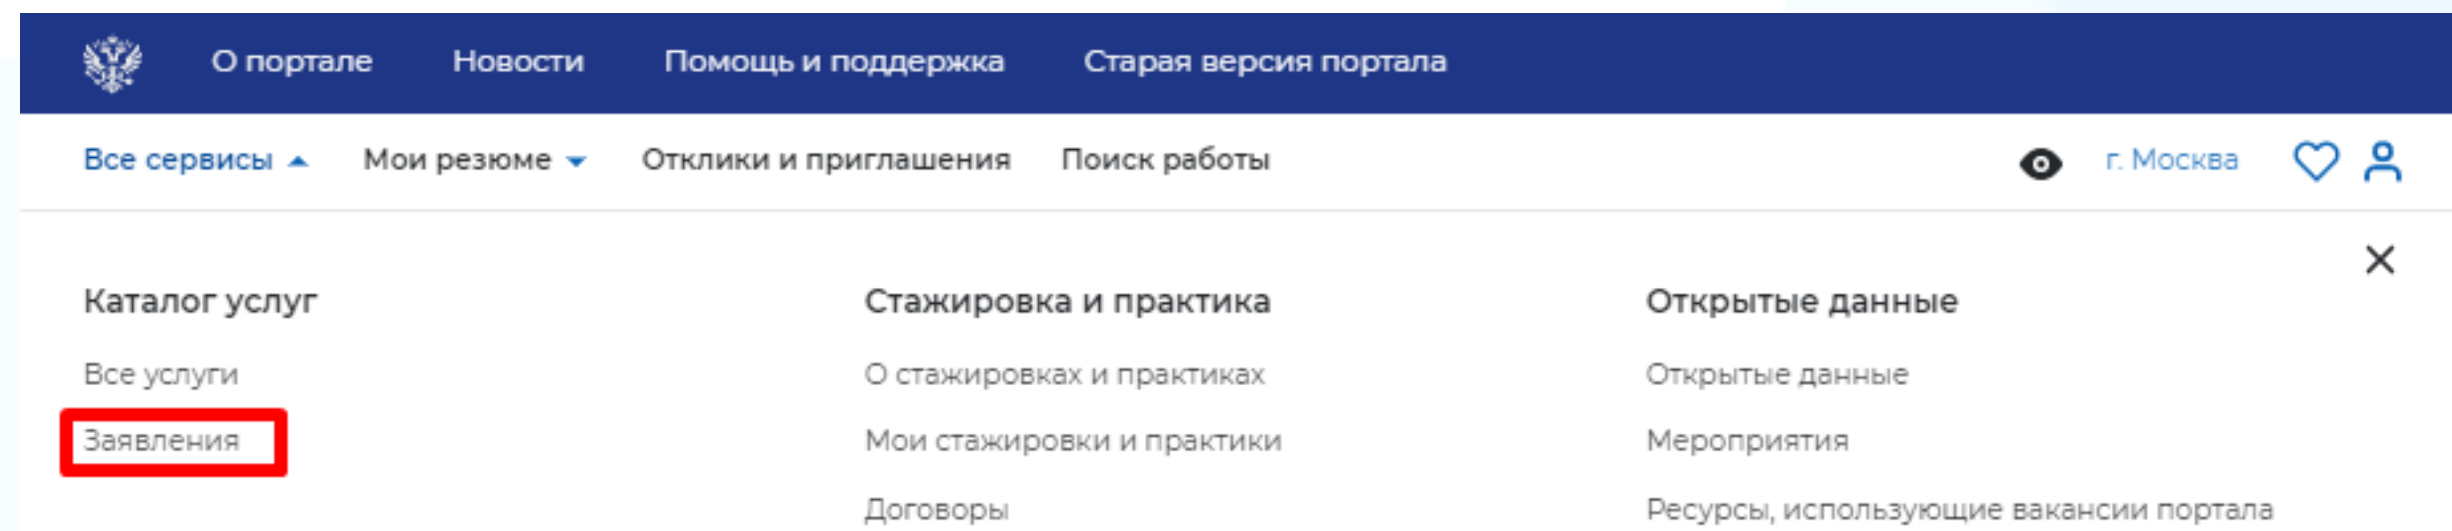 О портале Новости Помощь и поддержка Старая версия портала
Все сервисы Мои резюме Отклики и приглашения Поиск работы г. Москва
Каталог услуг Стажировка и практика Открытые данные
Все услуги О стажировках и практиках Открытые данные
Заявления Мои стажировки и практики Мероприятия
Договоры Ресурсы, использующие вакансии портала